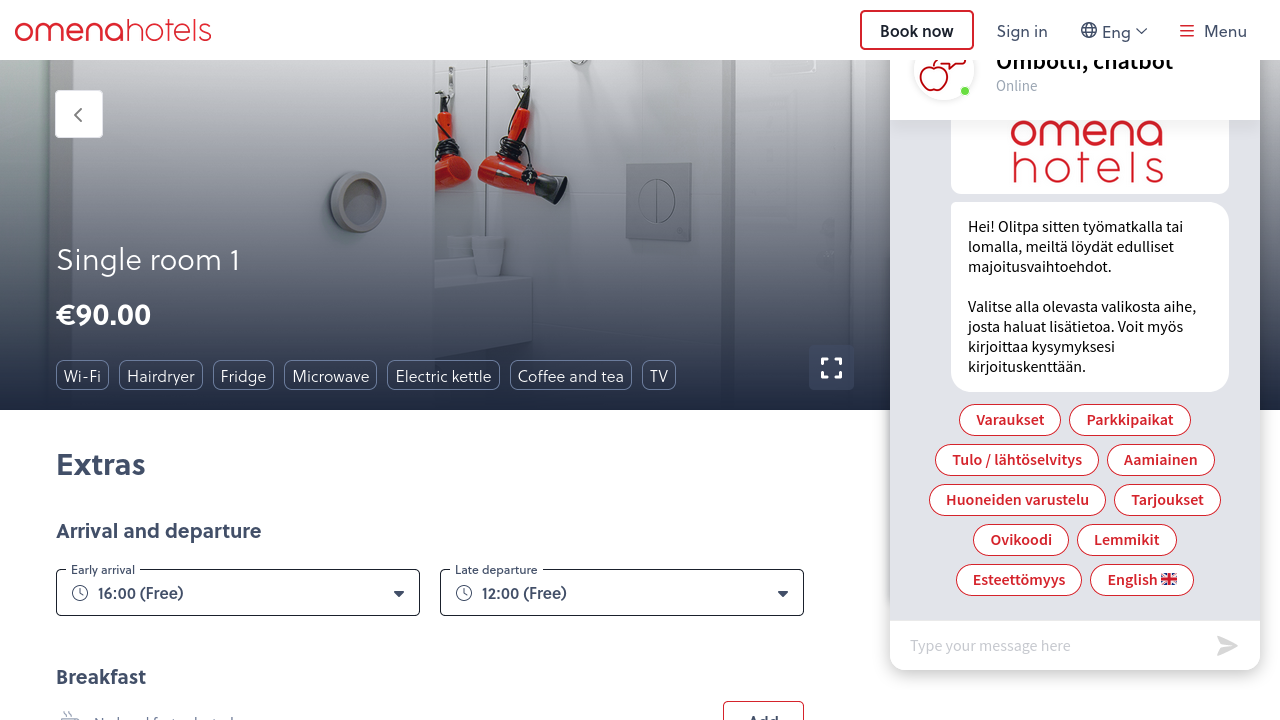 omenahotels
Book now
Sign in
Eng
Menu
Ombotti, chatbot
Online
omena
hotels
Hei! Olitpa sitten työmatkalla tai
lomalla, meiltä löydät edulliset
majoitusvaihtoehdot.
Valitse alla olevasta valikosta aihe,
josta haluat lisätietoa. Voit myös
kirjoittaa kysymyksesi
kirjoituskenttään.
Varaukset
Parkkipaikat
Tulo / lähtöselvitys
Aamiainen
Huoneiden varustelu
Tarjoukset
Ovikoodi
Lemmikit
Esteettömyys
English
Type your message here
Single room 1
€90.00
Wi-Fi
Hairdryer
Fridge
Microwave
Electric kettle
Coffee and tea
TV
Extras
Arrival and departure
Early arrival
16:00 (Free)
Late departure
12:00 (Free)
Breakfast
Add